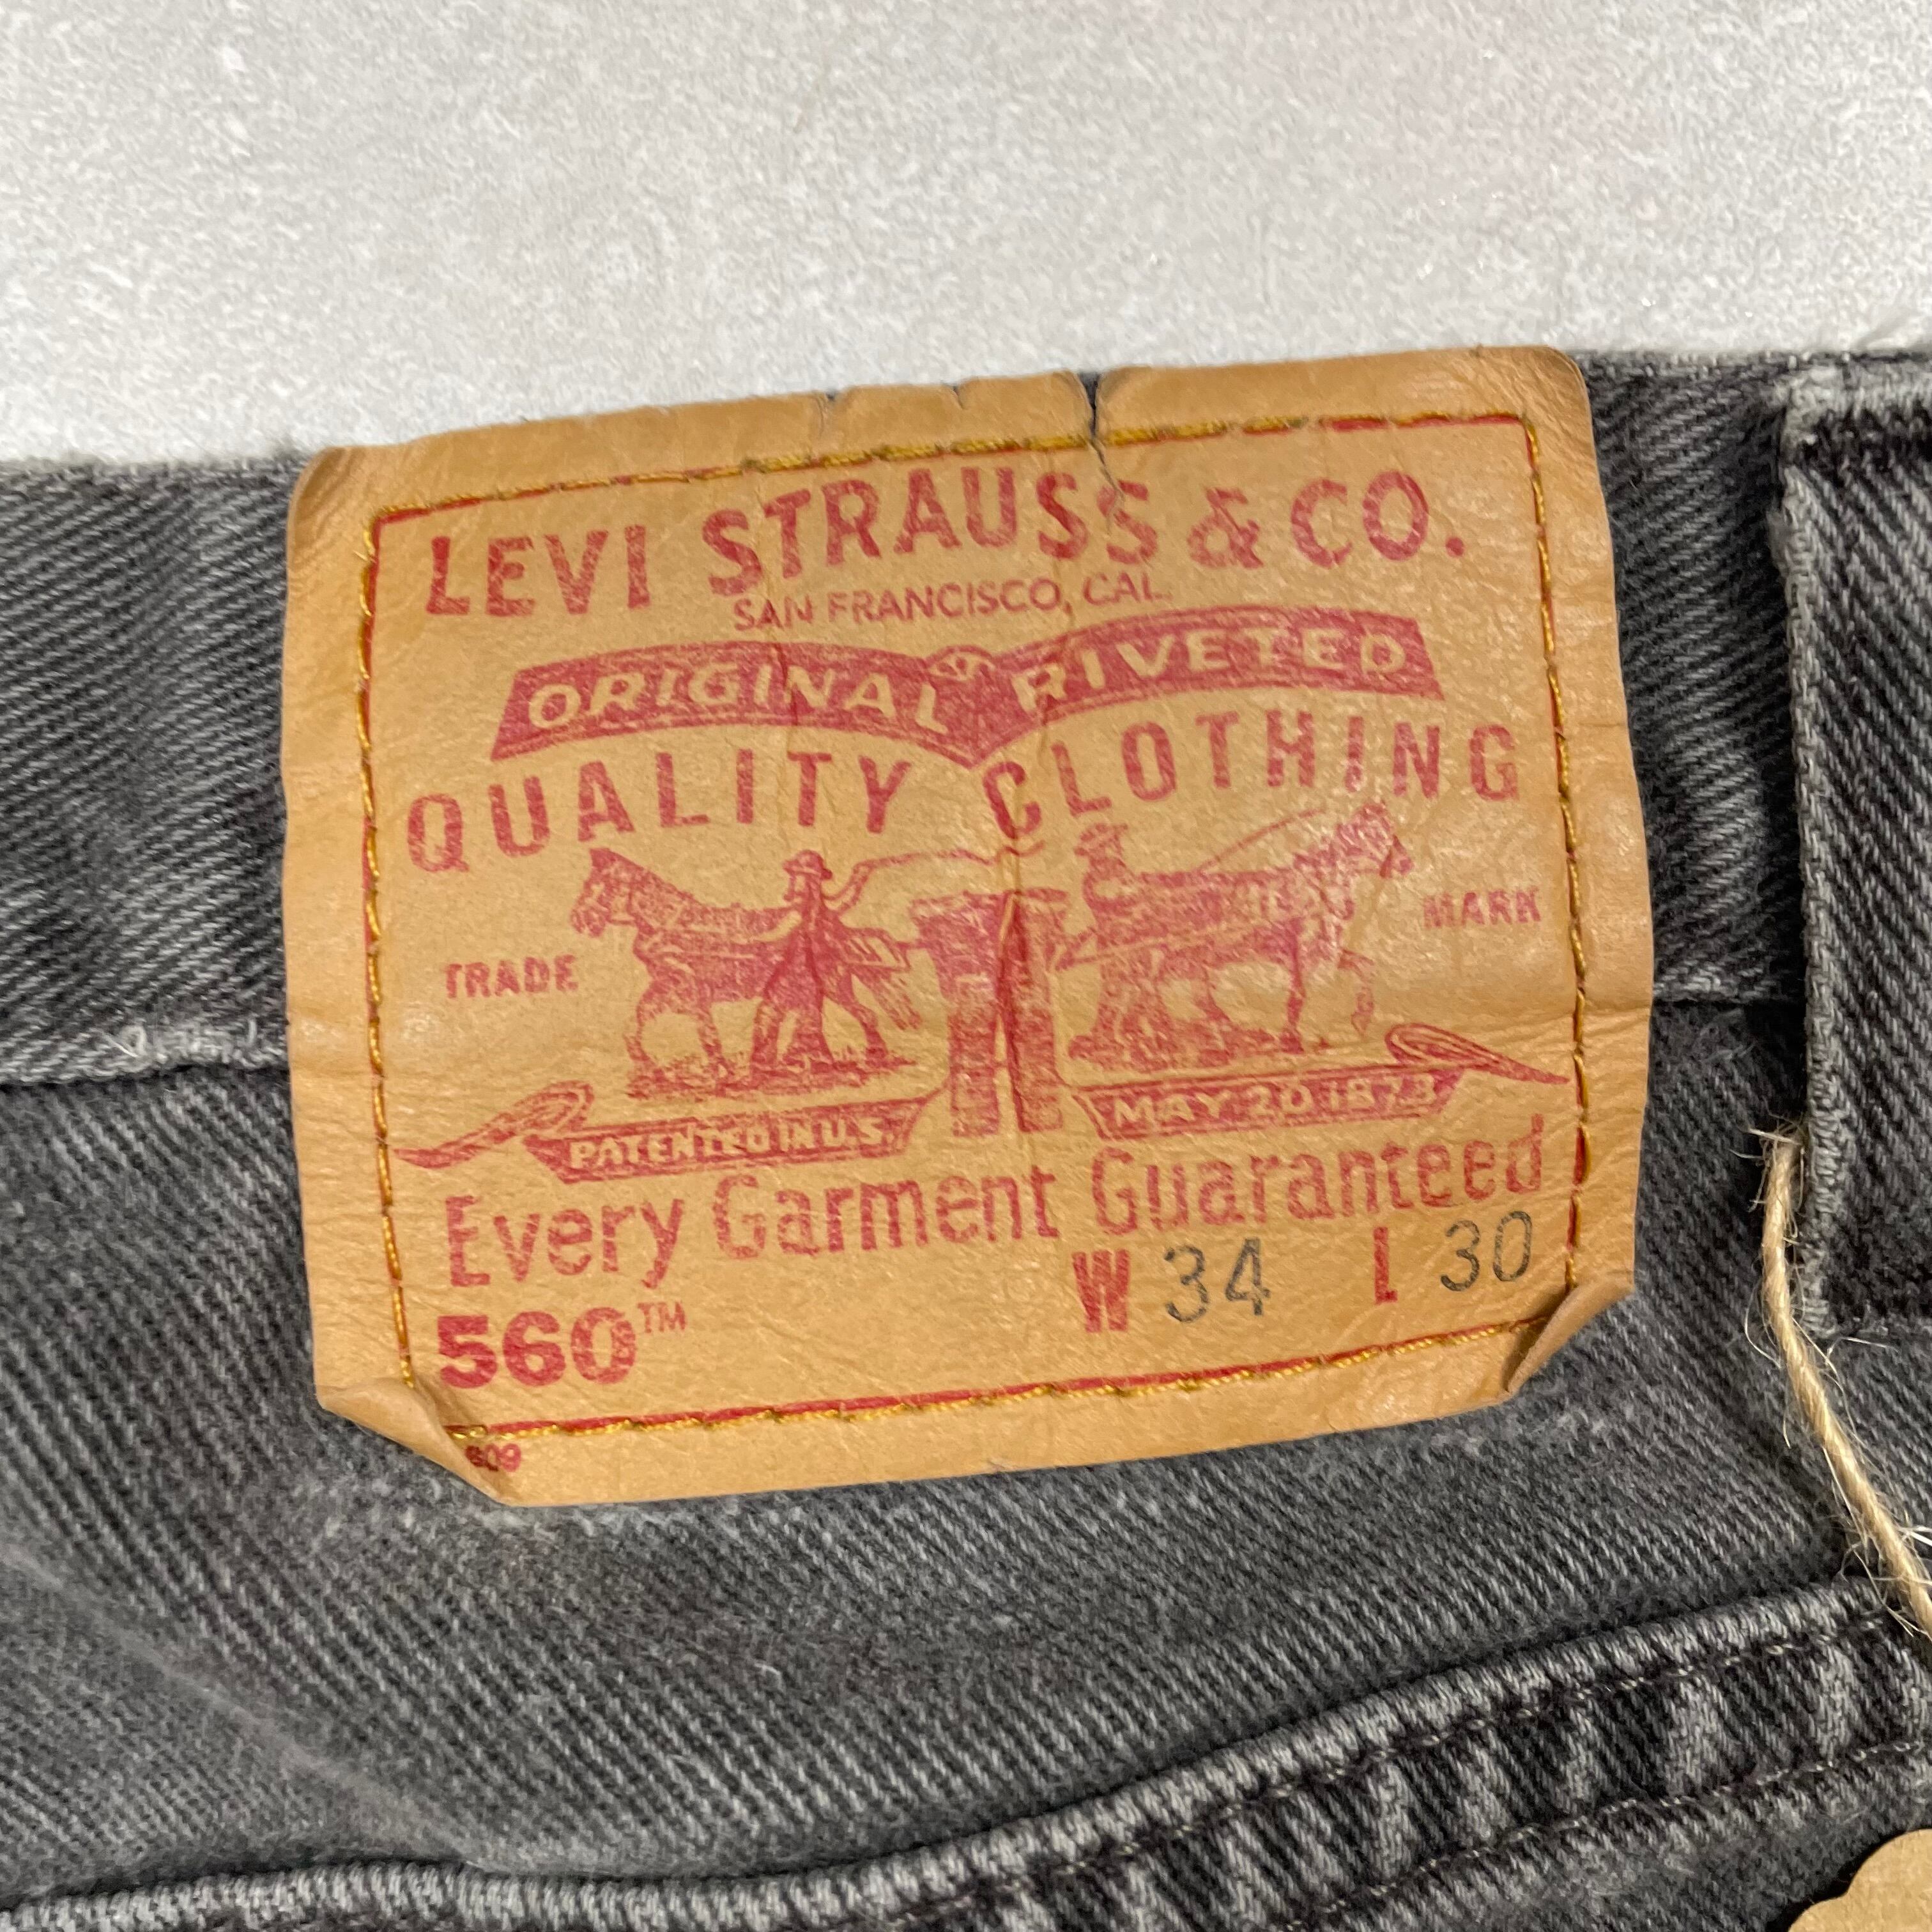 LEVI STRAUSS & CO.
SAN FRANCISCO, CAL.
ORIGINAL RIVETED
QUALITY CLOTHING
TRADE MARK
PATENTED IN U.S. MAY 20 1873
Every Garment Guaranteed
560™ W 34 L 30